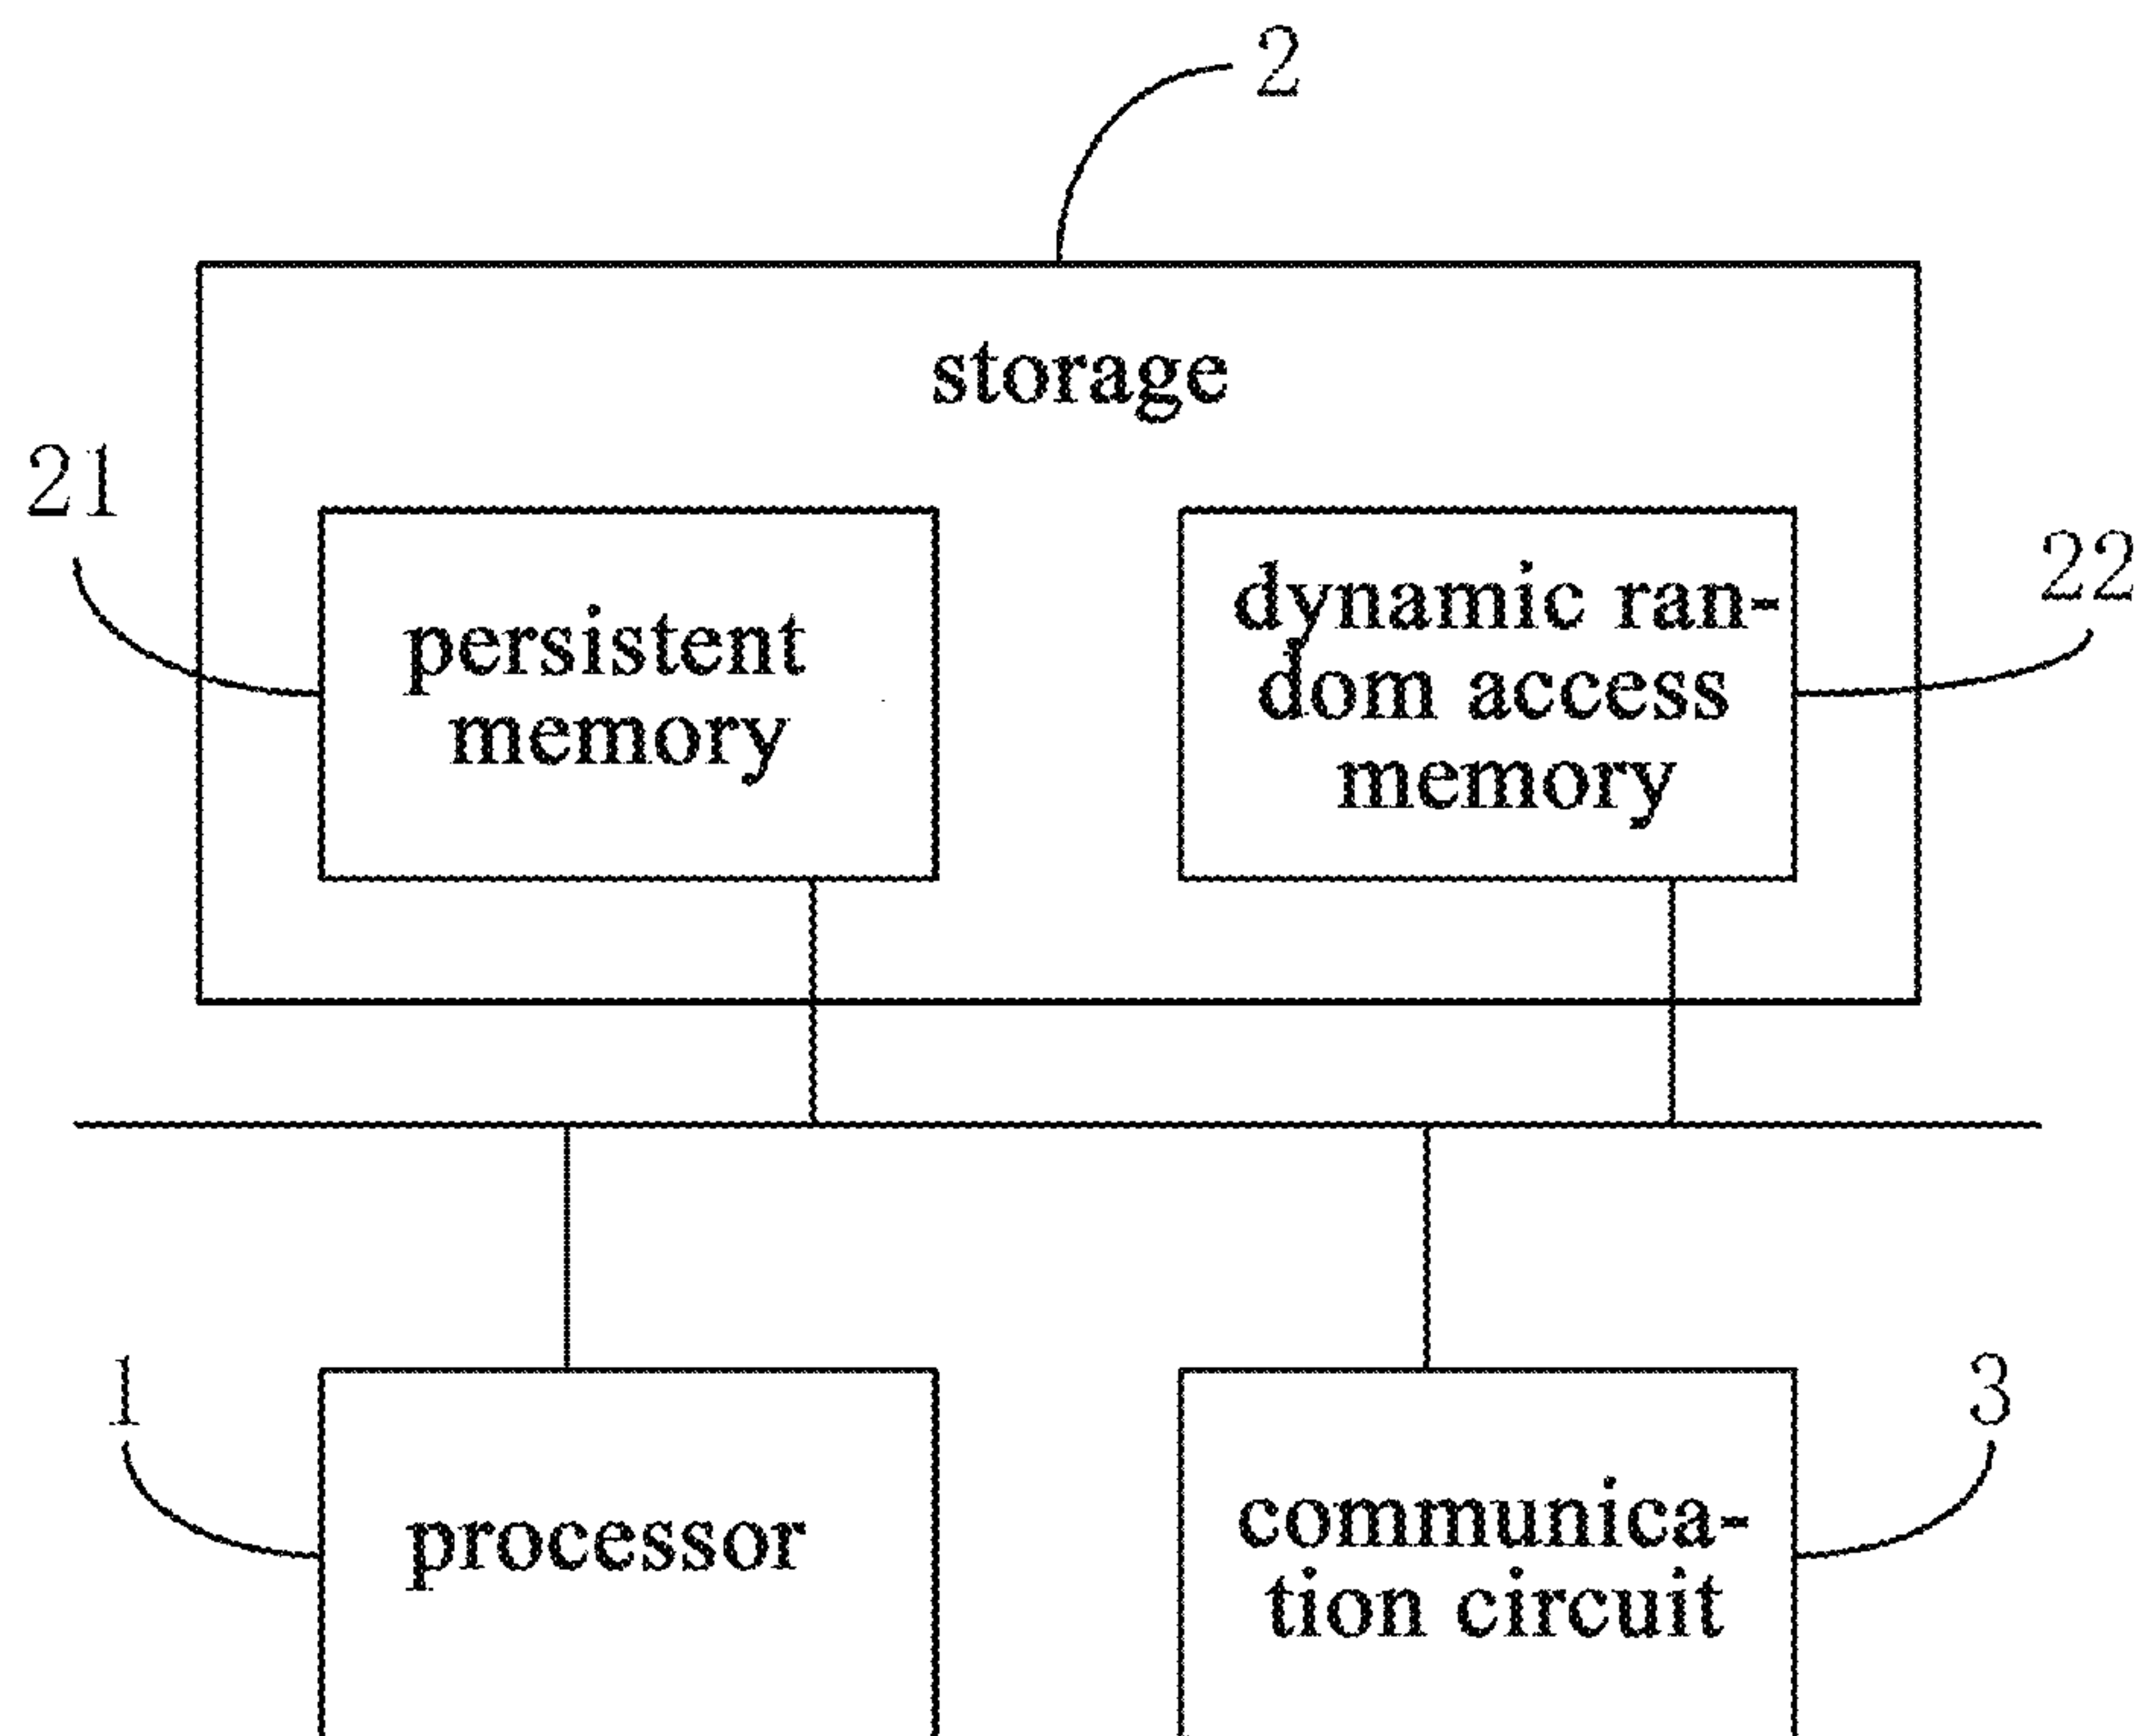 2
storage
21
persistent
memory
dynamic ran-
dom access
memory
22
1
processor
communica-
tion circuit
3